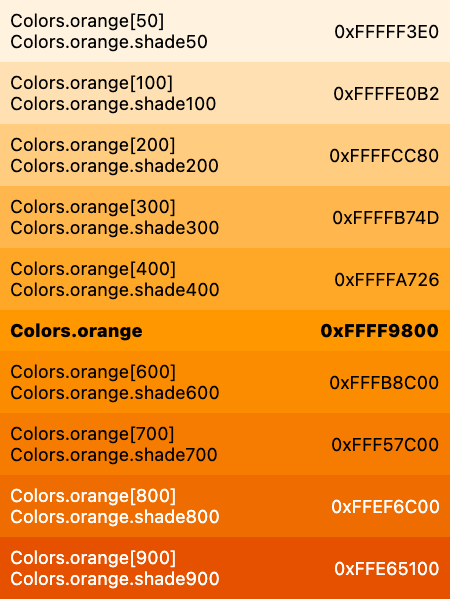 Colors.orange[50]
Colors.orange.shade50
0xFFFFF3E0
Colors.orange[100]
Colors.orange.shade100
0xFFFFE0B2
Colors.orange[200]
Colors.orange.shade200
0xFFFFCC80
Colors.orange[300]
Colors.orange.shade300
0xFFFFB74D
Colors.orange[400]
Colors.orange.shade400
0xFFFFA726
Colors.orange
0xFFFF9800
Colors.orange[600]
Colors.orange.shade600
0xFFFB8C00
Colors.orange[700]
Colors.orange.shade700
0xFFF57C00
Colors.orange[800]
Colors.orange.shade800
0xFFEF6C00
Colors.orange[900]
Colors.orange.shade900
0xFFE65100